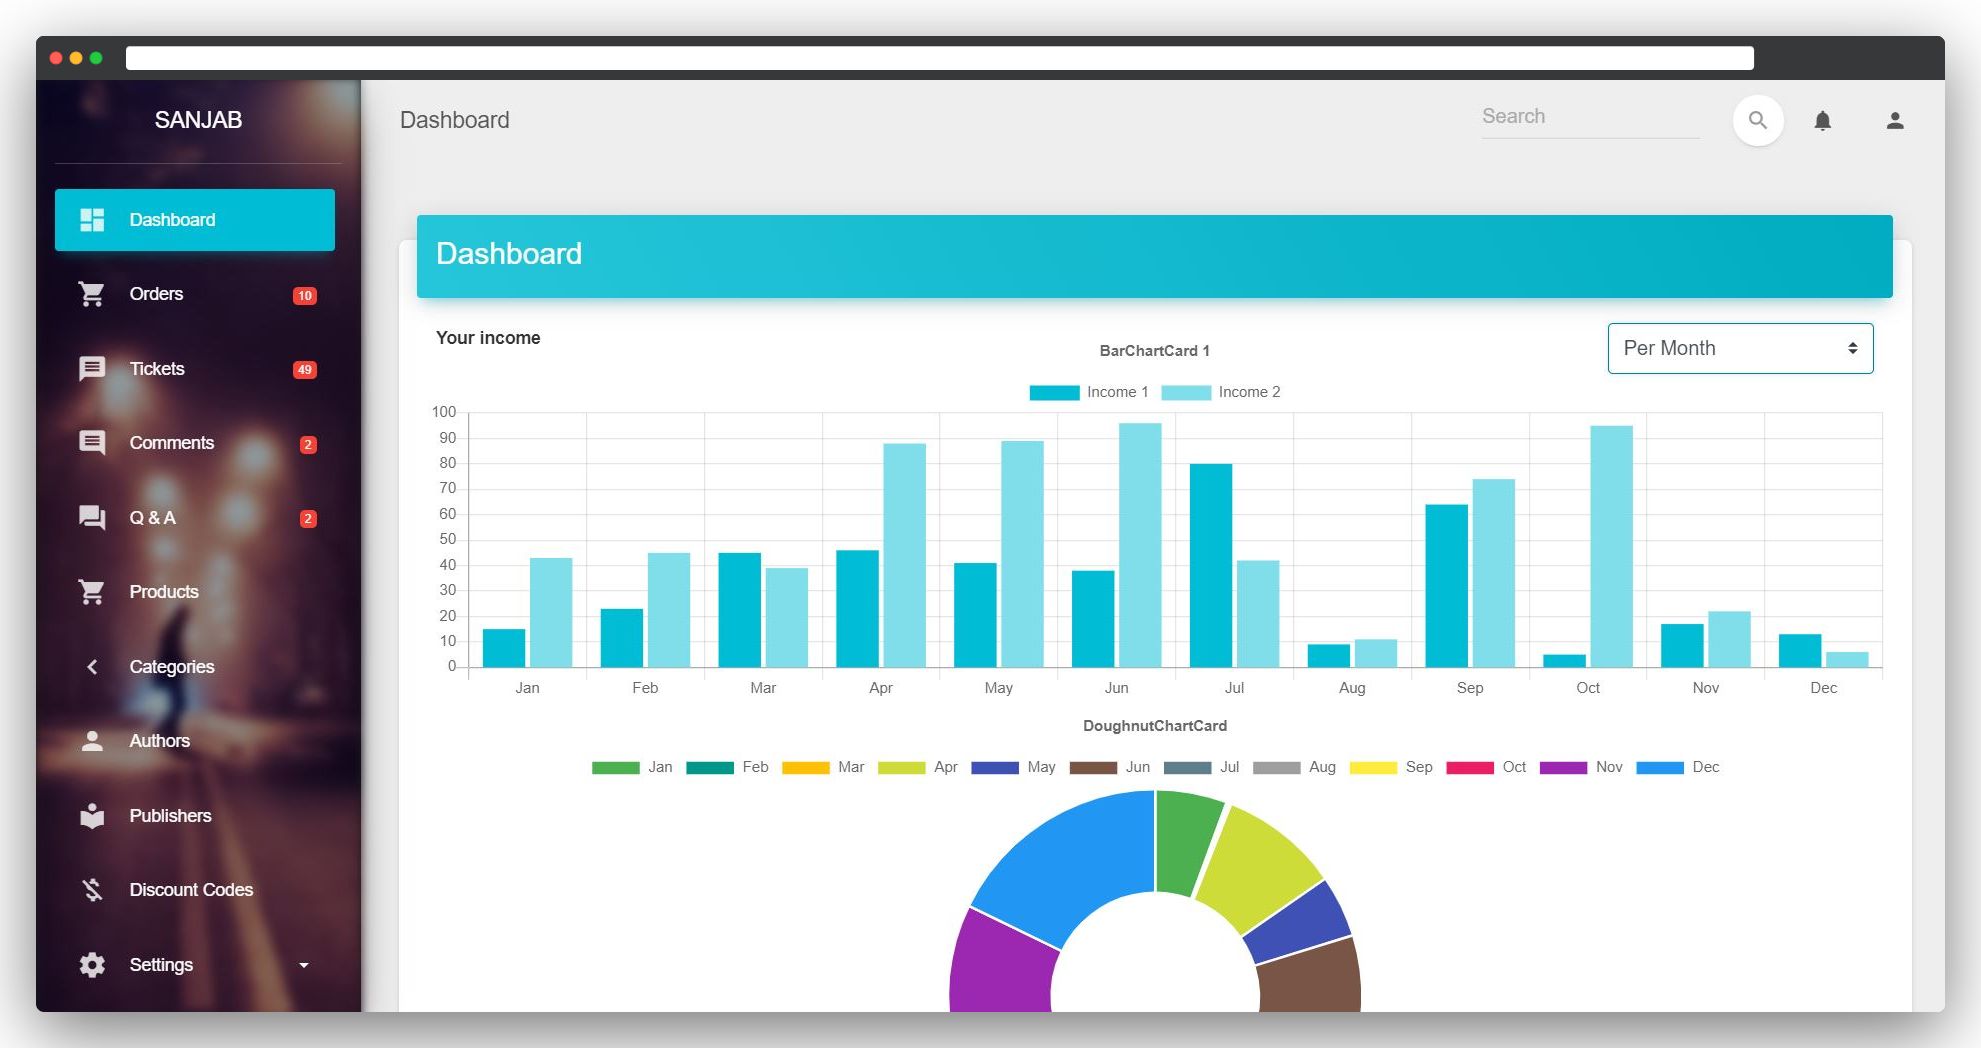 SANJAB
Dashboard
Search
Dashboard
Orders 10
Tickets 49
Comments 2
Q & A 2
Products
Categories
Authors
Publishers
Discount Codes
Settings
Dashboard
Your income
Per Month
BarChartCard 1
Income 1 Income 2
100
90
80
70
60
50
40
30
20
10
0
Jan Feb Mar Apr May Jun Jul Aug Sep Oct Nov Dec
DoughnutChartCard
Jan Feb Mar Apr May Jun Jul Aug Sep Oct Nov Dec